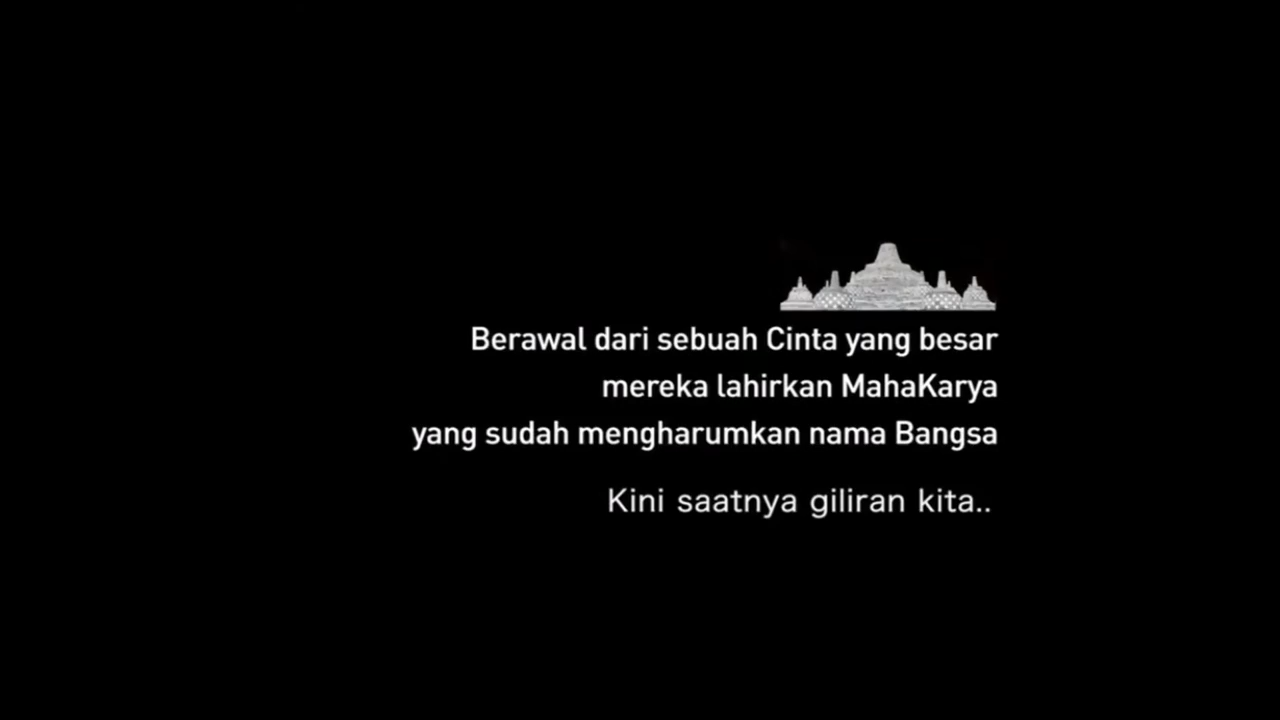 Berawal dari sebuah Cinta yang besar
mereka lahirkan MahaKarya
yang sudah mengharumkan nama Bangsa
Kini saatnya giliran kita..